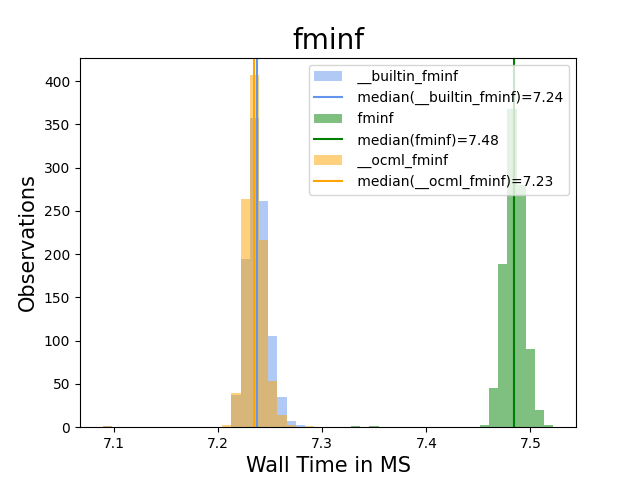 fminf
__builtin_fminf
median(__builtin_fminf)=7.24
fminf
median(fminf)=7.48
__ocml_fminf
median(__ocml_fminf)=7.23
Observations
400
350
300
250
200
150
100
50
0
7.1 7.2 7.3 7.4 7.5
Wall Time in MS